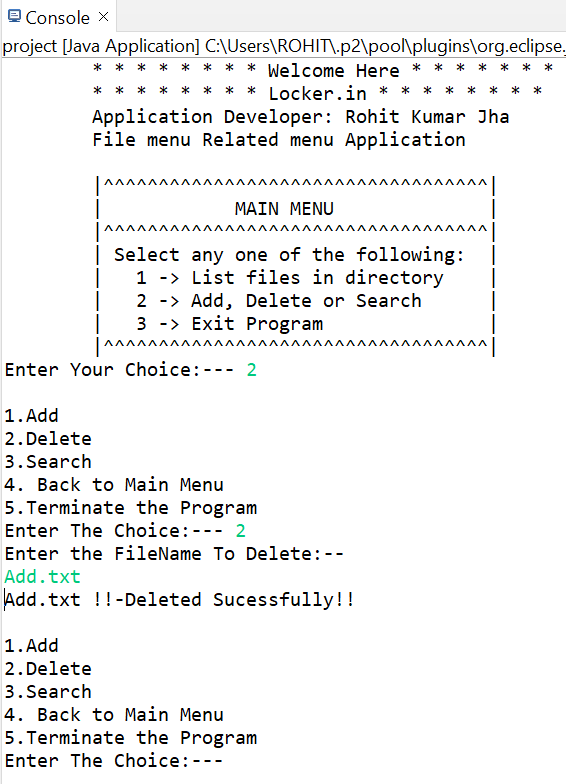 Console ×
project [Java Application] C:\Users\ROHIT\.p2\pool\plugins\org.eclipse.
* * * * * * * * Welcome Here * * * * * * *
* * * * * * * * Locker.in * * * * * * * *
Application Developer: Rohit Kumar Jha
File menu Related menu Application
|^^^^^^^^^^^^^^^^^^^^^^^^^^^^^^^^^^^|
| MAIN MENU |
|^^^^^^^^^^^^^^^^^^^^^^^^^^^^^^^^^^^|
| Select any one of the following: |
| 1 -> List files in directory |
| 2 -> Add, Delete or Search |
| 3 -> Exit Program |
|^^^^^^^^^^^^^^^^^^^^^^^^^^^^^^^^^^^|
Enter Your Choice:--- 2
1.Add
2.Delete
3.Search
4. Back to Main Menu
5.Terminate the Program
Enter The Choice:--- 2
Enter the FileName To Delete:--
Add.txt
Add.txt !!-Deleted Sucessfully!!
1.Add
2.Delete
3.Search
4. Back to Main Menu
5.Terminate the Program
Enter The Choice:---